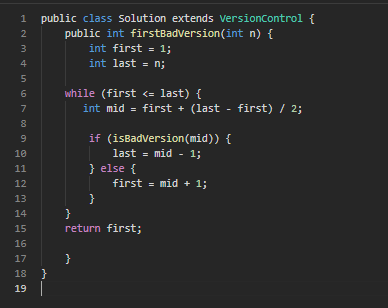 1 public class Solution extends VersionControl {
2     public int firstBadVersion(int n) {
3         int first = 1;
4         int last = n;
5
6     while (first <= last) {
7        int mid = first + (last - first) / 2;
8
9         if (isBadVersion(mid)) {
10             last = mid - 1;
11         } else {
12             first = mid + 1;
13         }
14     }
15     return first;
16
17     }
18 }
19